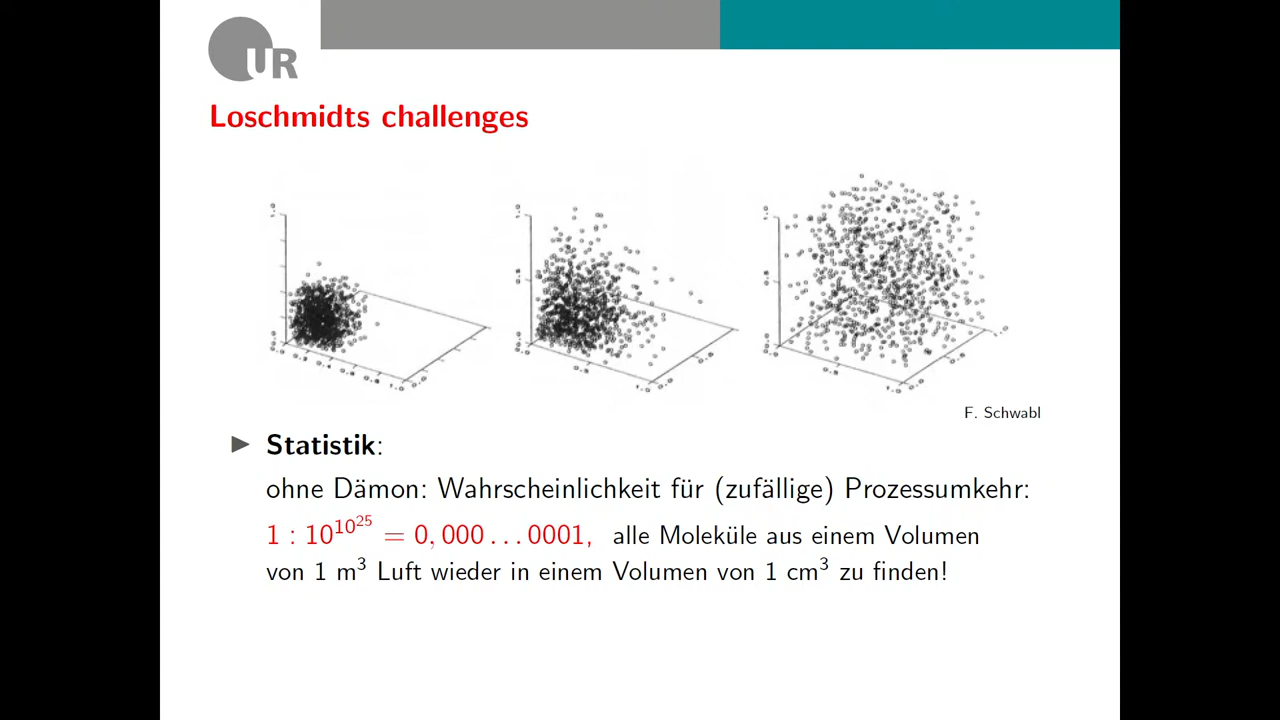 UR
Loschmidts challenges
F. Schwabl
Statistik:
ohne Dämon: Wahrscheinlichkeit für (zufällige) Prozessumkehr:
1 : 10^10^25 = 0, 000 . . . 0001, alle Moleküle aus einem Volumen
von 1 m³ Luft wieder in einem Volumen von 1 cm³ zu finden!